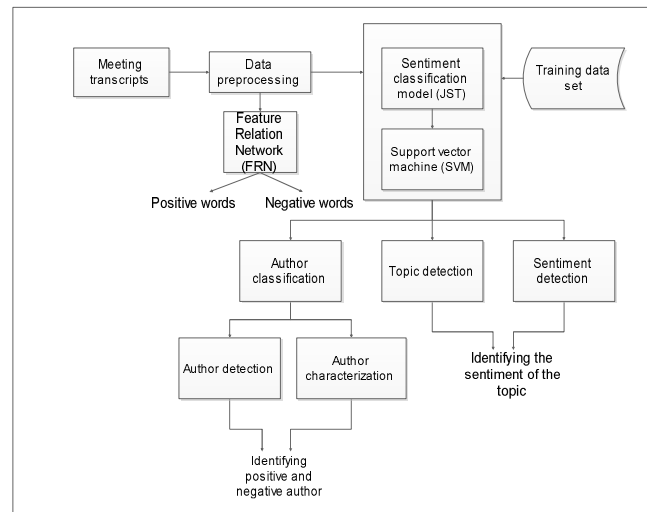 Meeting
transcripts
Data
preprocessing
Sentiment
classification
model (JST)
Training data
set
Feature
Relation
Network
(FRN)
Support vector
machine (SVM)
Positive words
Negative words
Author
classification
Topic detection
Sentiment
detection
Author detection
Author
characterization
Identifying the
sentiment of the
topic
Identifying
positive and
negative author